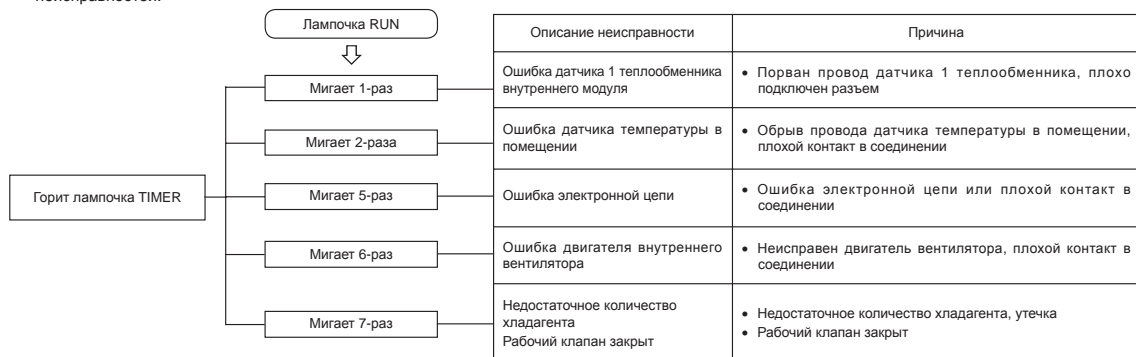 неисправностей.
Лампочка RUN
Описание неисправности
Причина
Мигает 1-раз
Ошибка датчика 1 теплообменника
внутреннего модуля
• Порван провод датчика 1 теплообменника, плохо
подключен разъем
Мигает 2-раза
Ошибка датчика температуры в
помещении
• Обрыв провода датчика температуры в помещении,
плохой контакт в соединении
Горит лампочка TIMER
Мигает 5-раз
Ошибка электронной цепи
• Ошибка электронной цепи или плохой контакт в
соединении
Мигает 6-раз
Ошибка двигателя внутреннего
вентилятора
• Неисправен двигатель вентилятора, плохой контакт в
соединении
Мигает 7-раз
Недостаточное количество
хладагента
Рабочий клапан закрыт
• Недостаточное количество хладагента, утечка
• Рабочий клапан закрыт